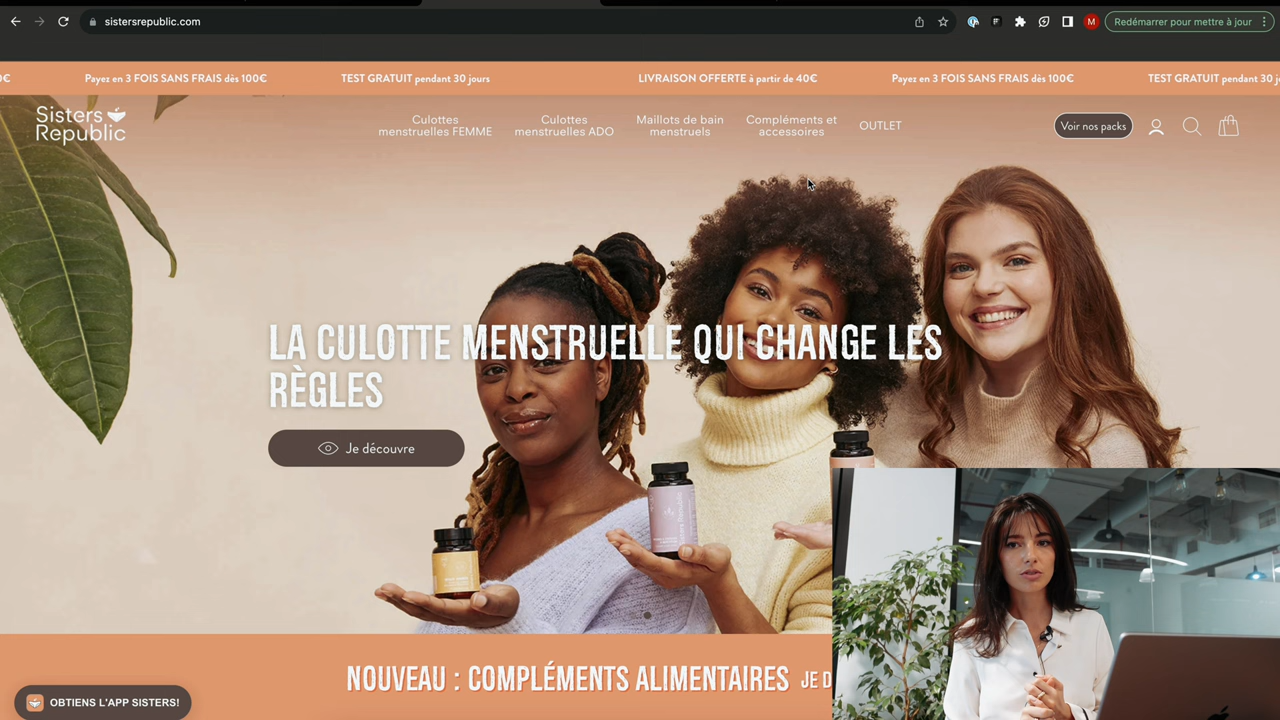 sistersrepublic.com
M
Redémarrer pour mettre à jour
0€
Payez en 3 FOIS SANS FRAIS dès 100€
TEST GRATUIT pendant 30 jours
LIVRAISON OFFERTE à partir de 40€
Payez en 3 FOIS SANS FRAIS dès 100€
TEST GRATUIT pendant 30 j
Sisters
Republic
Culottes
menstruelles FEMME
Culottes
menstruelles ADO
Maillots de bain
menstruels
Compléments et
accessoires
OUTLET
Voir nos packs
LA CULOTTE MENSTRUELLE QUI CHANGE LES
RÈGLES
Je découvre
NOUVEAU : COMPLÉMENTS ALIMENTAIRES JE D
OBTIENS L'APP SISTERS!